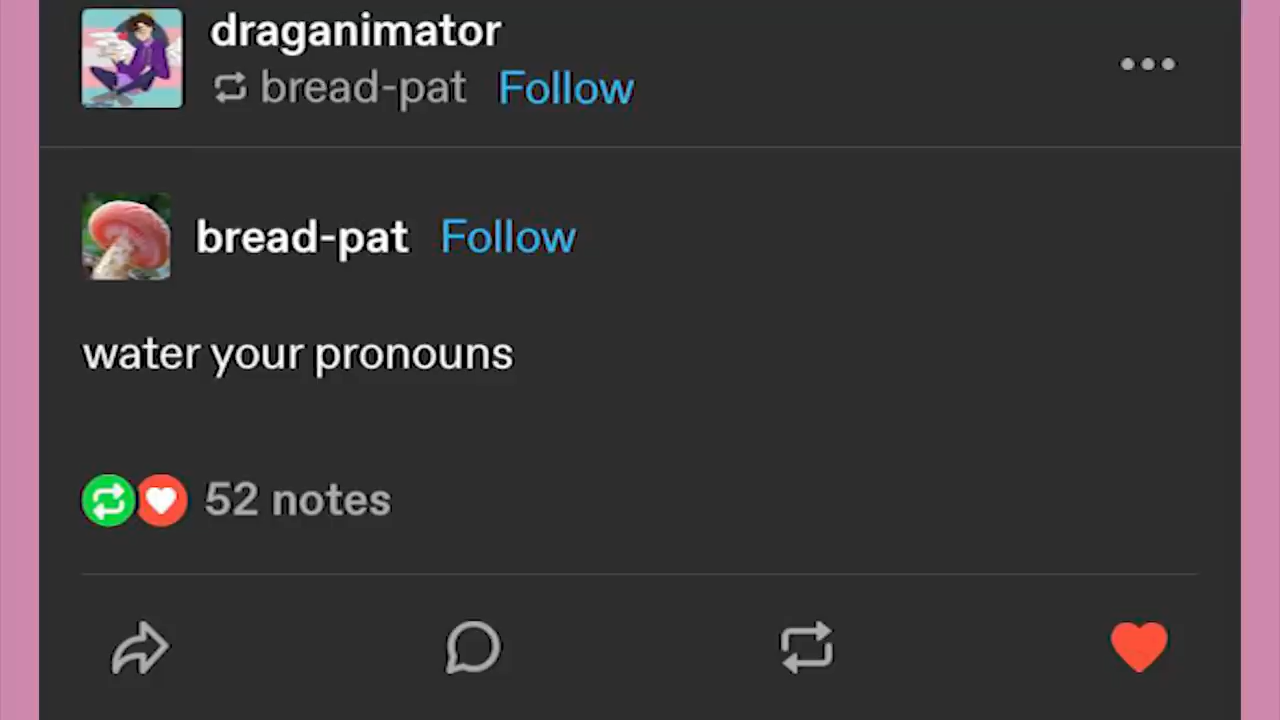 draganimator
bread-pat Follow
bread-pat Follow
water your pronouns
52 notes